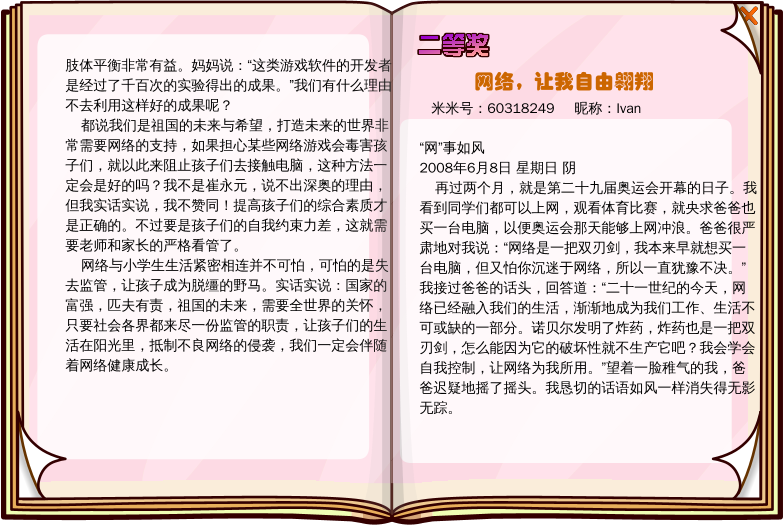 肢体平衡非常有益。妈妈说：“这类游戏软件的开发者
是经过了千百次的实验得出的成果。”我们有什么理由
不去利用这样好的成果呢？
都说我们是祖国的未来与希望，打造未来的世界非
常需要网络的支持，如果担心某些网络游戏会毒害孩
子们，就以此来阻止孩子们去接触电脑，这种方法一
定会是好的吗？我不是崔永元，说不出深奥的理由，
但我实话实说，我不赞同！提高孩子们的综合素质才
是正确的。不过要是孩子们的自我约束力差，这就需
要老师和家长的严格看管了。
网络与小学生生活紧密相连并不可怕，可怕的是失
去监管，让孩子成为脱缰的野马。实话实说：国家的
富强，匹夫有责，祖国的未来，需要全世界的关怀，
只要社会各界都来尽一份监管的职责，让孩子们的生
活在阳光里，抵制不良网络的侵袭，我们一定会伴随
着网络健康成长。
二等奖
网络，让我自由翱翔
米米号：60318249 昵称：Ivan
“网”事如风
2008年6月8日 星期日 阴
再过两个月，就是第二十九届奥运会开幕的日子。我
看到同学们都可以上网，观看体育比赛，就央求爸爸也
买一台电脑，以便奥运会那天能够上网冲浪。爸爸很严
肃地对我说：“网络是一把双刃剑，我本来早就想买一
台电脑，但又怕你沉迷于网络，所以一直犹豫不决。”
我接过爸爸的话头，回答道：“二十一世纪的今天，网
络已经融入我们的生活，渐渐地成为我们工作、生活不
可或缺的一部分。诺贝尔发明了炸药，炸药也是一把双
刃剑，怎么能因为它的破坏性就不生产它吧？我会学会
自我控制，让网络为我所用。”望着一脸稚气的我，爸
爸迟疑地摇了摇头。我恳切的话语如风一样消失得无影
无踪。